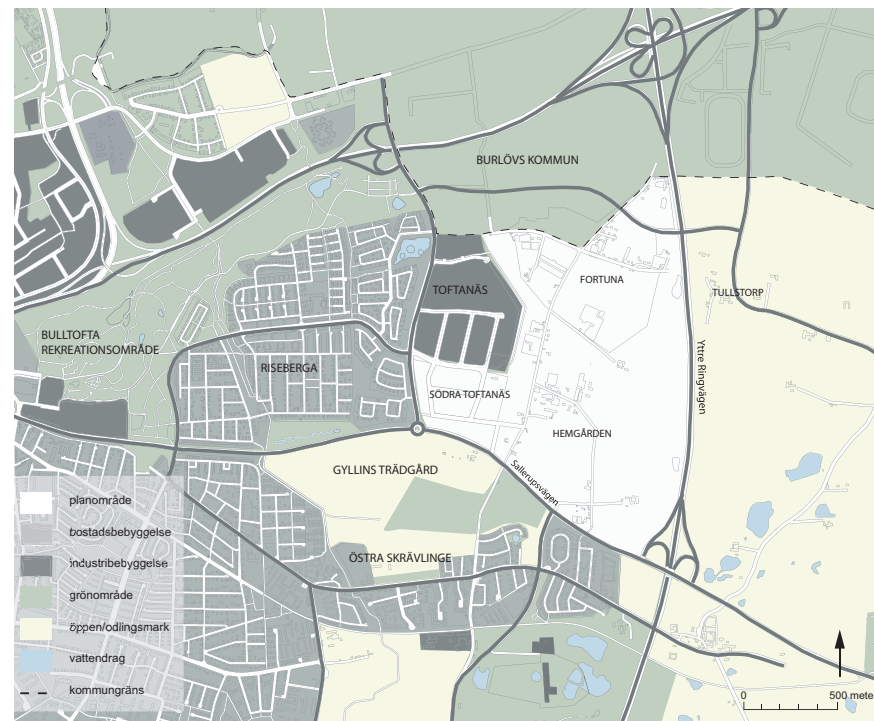 BURLÖVS KOMMUN
FORTUNA
TOFTANÄS
TULLSTORP
BULLTOFTA
REKREATIONSOMRÅDE
RISEBERGA
Yttre Ringvägen
SÖDRA TOFTANÄS
HEMGÅRDEN
GYLLINS TRÄDGÅRD
Sallerupsvägen
ÖSTRA SKRÄVLINGE
planområde
bostadsbebyggelse
industribebyggelse
grönområde
öppen/odlingsmark
vattendrag
kommungräns
0 500 mete